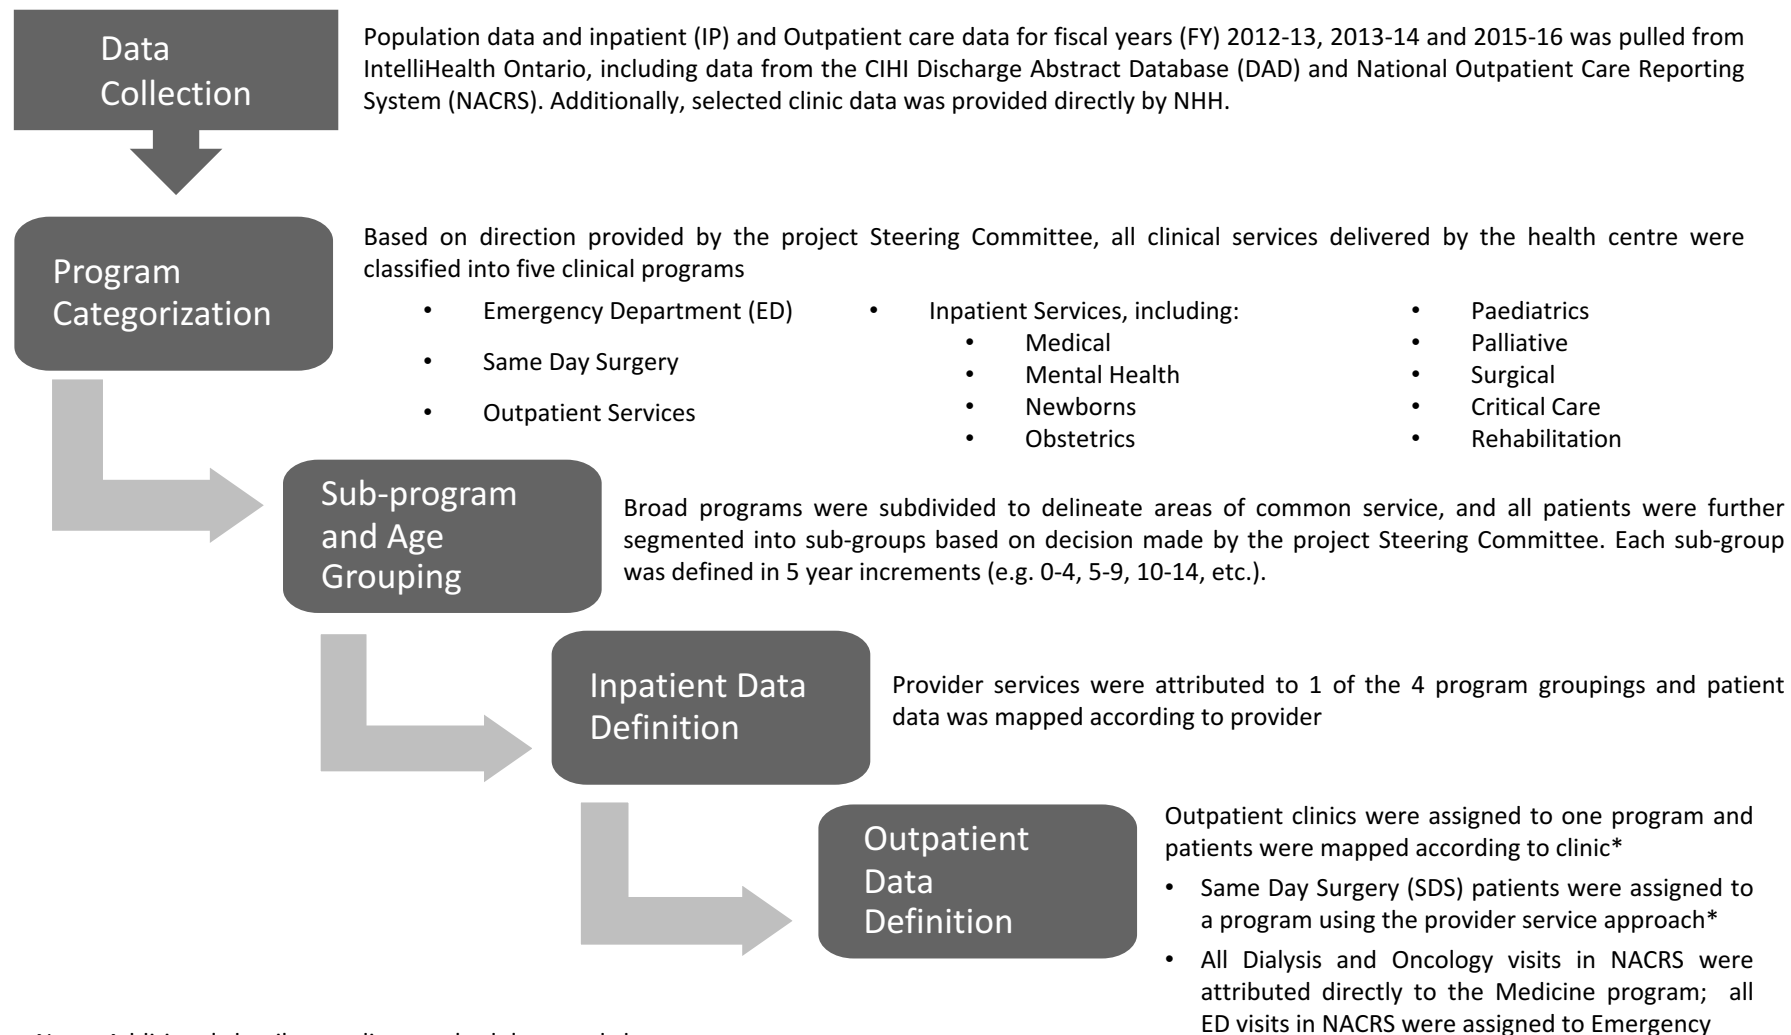 Data
Collection
Population data and inpatient (IP) and Outpatient care data for fiscal years (FY) 2012-13, 2013-14 and 2015-16 was pulled from
IntelliHealth Ontario, including data from the CIHI Discharge Abstract Database (DAD) and National Outpatient Care Reporting
System (NACRS). Additionally, selected clinic data was provided directly by NHH.
Program
Categorization
Based on direction provided by the project Steering Committee, all clinical services delivered by the health centre were
classified into five clinical programs
• Emergency Department (ED)
• Same Day Surgery
• Outpatient Services
• Inpatient Services, including:
• Medical
• Mental Health
• Newborns
• Obstetrics
• Paediatrics
• Palliative
• Surgical
• Critical Care
• Rehabilitation
Sub-program
and Age
Grouping
Broad programs were subdivided to delineate areas of common service, and all patients were further
segmented into sub-groups based on decision made by the project Steering Committee. Each sub-group
was defined in 5 year increments (e.g. 0-4, 5-9, 10-14, etc.).
Inpatient Data
Definition
Provider services were attributed to 1 of the 4 program groupings and patient
data was mapped according to provider
Outpatient
Data
Definition
Outpatient clinics were assigned to one program and
patients were mapped according to clinic*
• Same Day Surgery (SDS) patients were assigned to
a program using the provider service approach*
• All Dialysis and Oncology visits in NACRS were
attributed directly to the Medicine program; all
ED visits in NACRS were assigned to Emergency